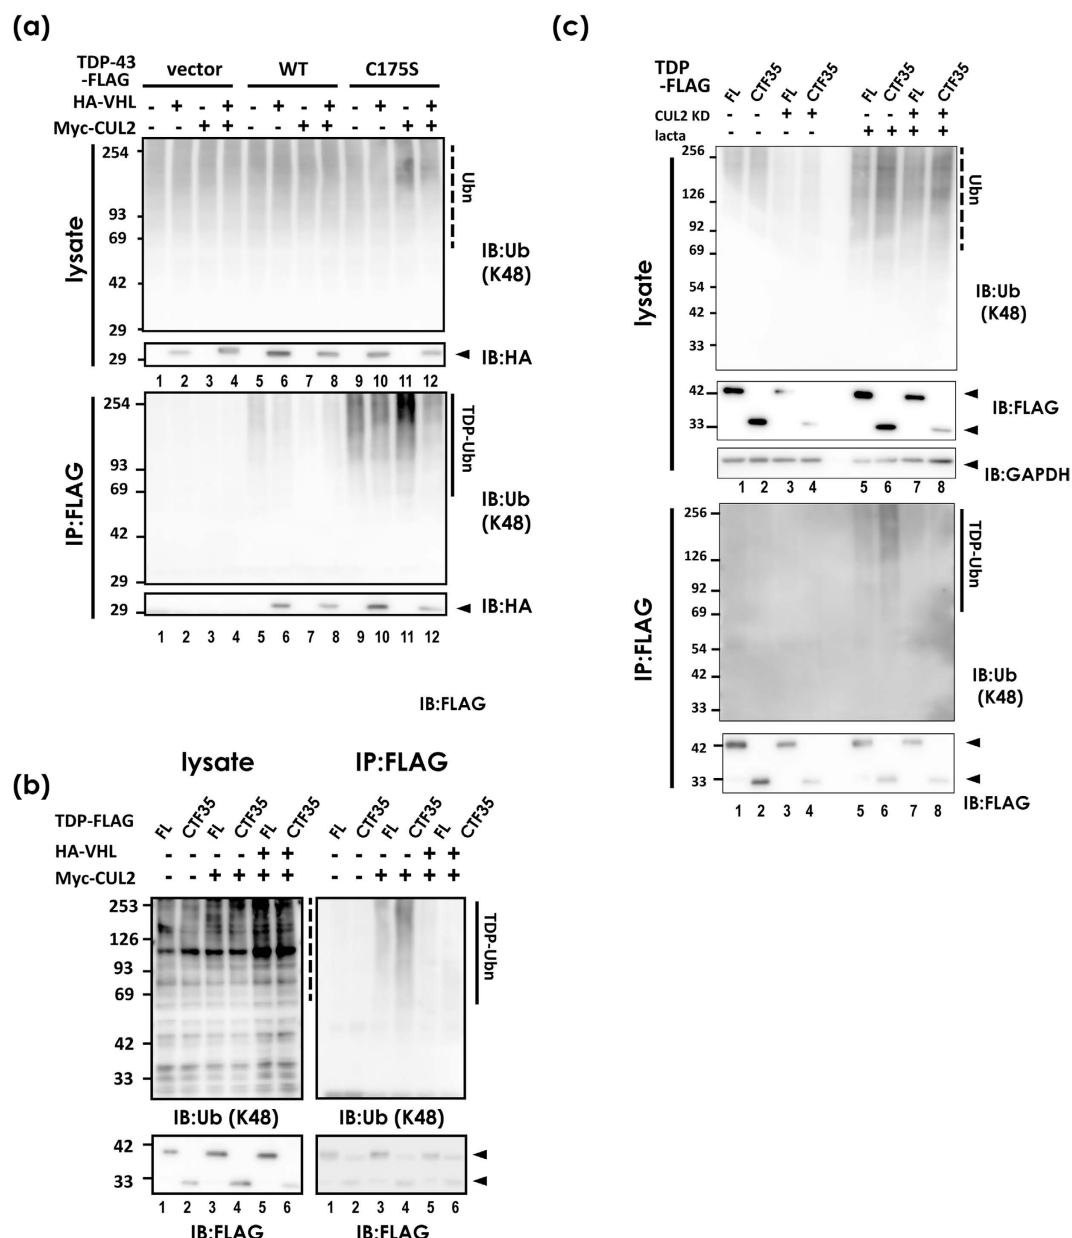 (a)
TDP-43
-FLAG
vector WT C175S
HA-VHL - + - + - + - + - + - +
Myc-CUL2 - - + + - - + + - - + +
lysate
254
93
69
42
29
Ubn
IB:Ub
(K48)
29
IB:HA
1 2 3 4 5 6 7 8 9 10 11 12
IP:FLAG
254
93
69
42
29
TDP-Ubn
IB:Ub
(K48)
29
IB:HA
1 2 3 4 5 6 7 8 9 10 11 12
IB:FLAG
(b)
lysate IP:FLAG
TDP-FLAG FL CTF35 FL CTF35 FL CTF35 FL CTF35 FL CTF35 FL CTF35
HA-VHL - - - - + + - - - - + +
Myc-CUL2 - - + + + + - - + + + +
253
126
93
69
42
33
TDP-Ubn
IB:Ub (K48) IB:Ub (K48)
42
33
1 2 3 4 5 6 1 2 3 4 5 6
IB:FLAG IB:FLAG
(c)
TDP
-FLAG
FL CTF35 FL CTF35 FL CTF35 FL CTF35
CUL2 KD - - + + - - + +
lacta - - - - + + + +
lysate
256
126
92
69
54
42
33
Ubn
IB:Ub
(K48)
42
33
IB:FLAG
IB:GAPDH
1 2 3 4 5 6 7 8
IP:FLAG
256
126
92
69
54
42
33
TDP-Ubn
IB:Ub
(K48)
42
33
IB:FLAG
1 2 3 4 5 6 7 8